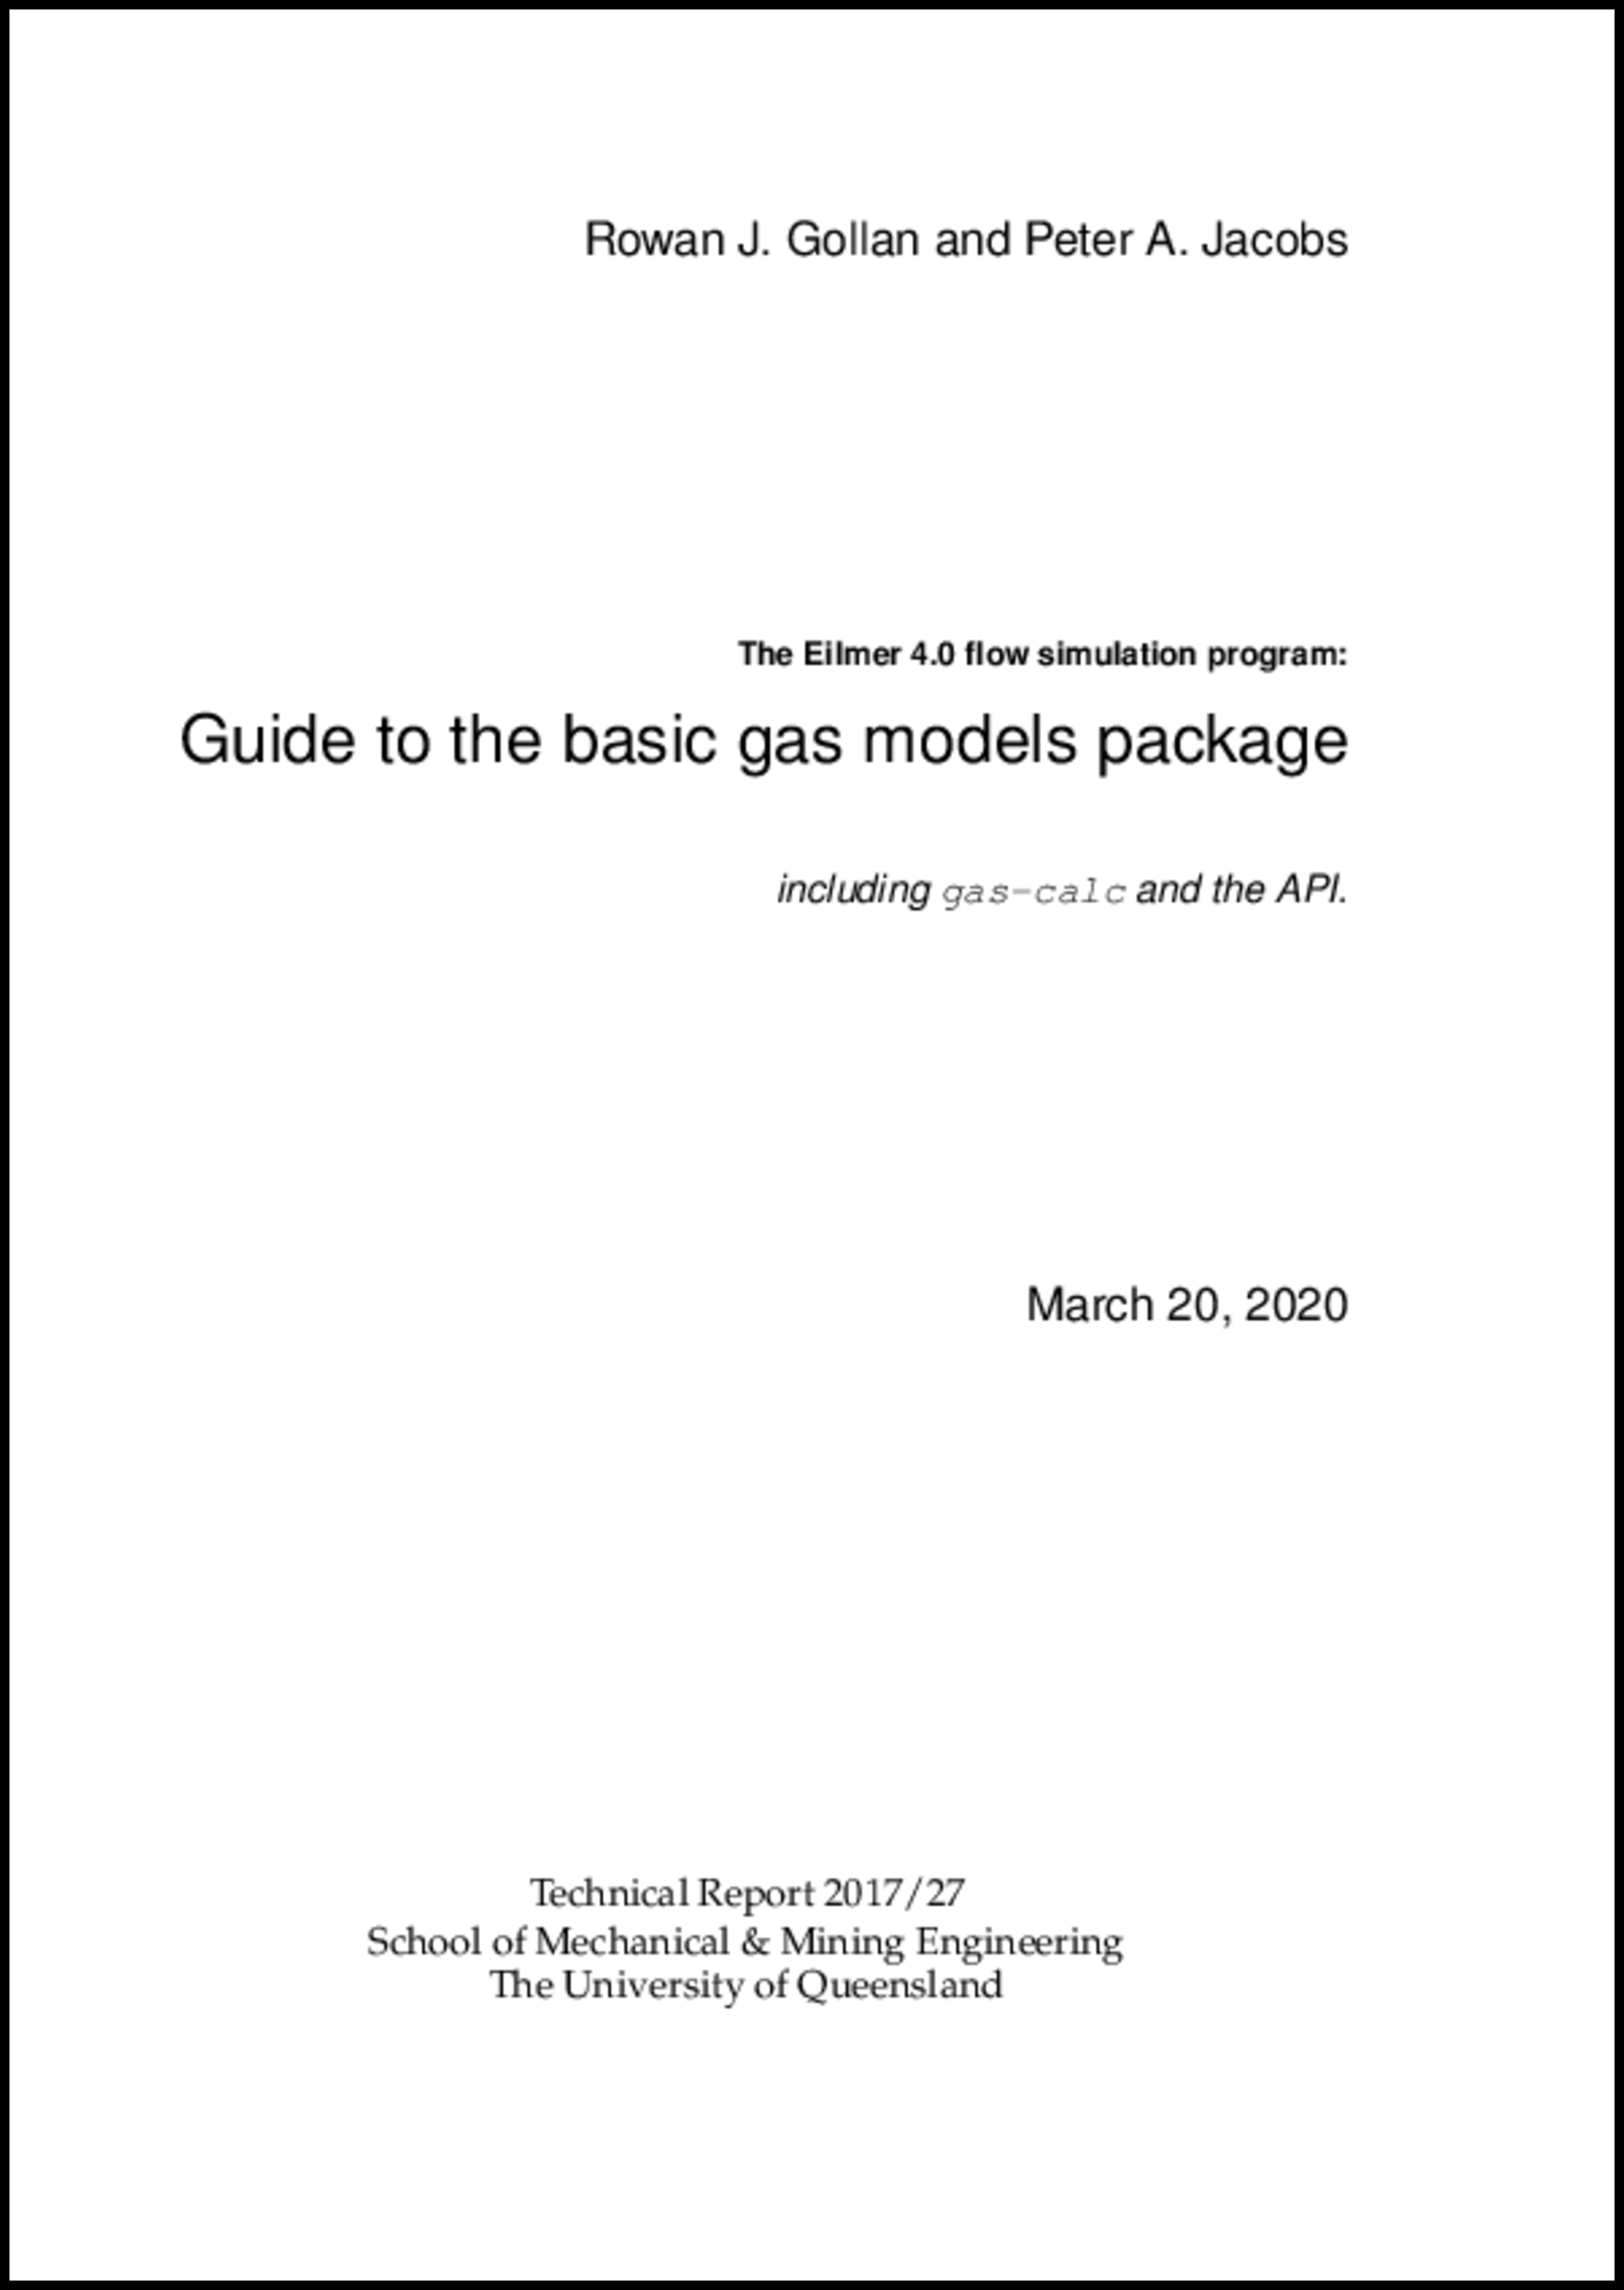 Rowan J. Gollan and Peter A. Jacobs
The Eilmer 4.0 flow simulation program:
Guide to the basic gas models package
including gas-calc and the API.
March 20, 2020
Technical Report 2017/27
School of Mechanical & Mining Engineering
The University of Queensland